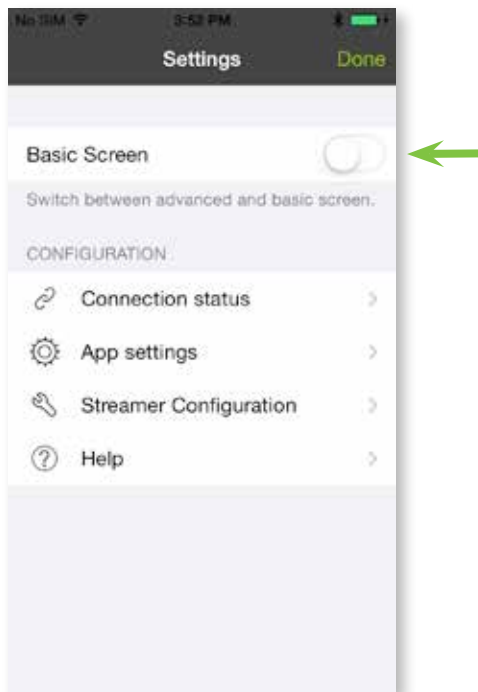 No SIM 3:52 PM
Settings Done
Basic Screen
Switch between advanced and basic screen.
CONFIGURATION
Connection status
App settings
Streamer Configuration
Help